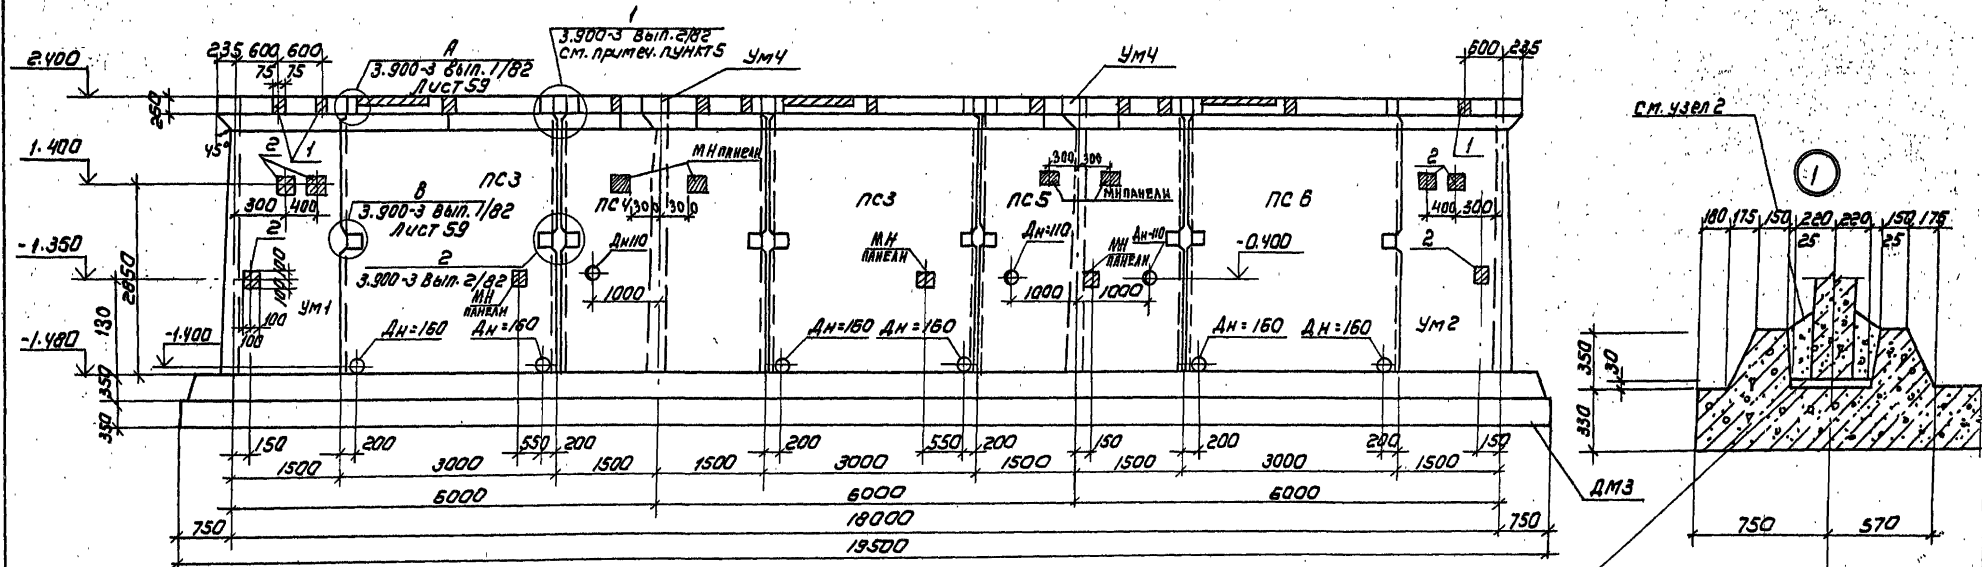 1
3.900-3 Вып.2/82
см. примеч. пункт 5
А
3.900-3 Вып.1/82
Лист 59
235 600 600
75 75
Ум4
Ум4
600 235
2.400
260
45°
1.400
2
1
МН панели
300 300
МН панели
2
1
см. узел 2
1
300 400
ПС3
В
3.900-3 Вып.1/82
Лист 59
ПС4
300 300
ПС3
ПС5
ПС6
400 300
180 175 150 220 220 150 175
25 25
-1.350
2850
2
100 100
Ум1
100
100
2
3.900-3 Вып.2/82
МН
панели
Дн110
1000
МН
панели
Дн=110
МН
панели
Дн=110
-0.400
1000 1000
2
130
-1.400
-1.480
Дн=160
Дн=160
Дн=160
Дн=160
Дн=160
Дн=160
Ум2
350
350
350
30
330
150 200 550 200 200 550 200 150 200 200 150
1500 3000 1500 1500 3000 1500 1500 3000 1500
6000 6000 6000
ДМ3
750 18000 750
19500
750 570